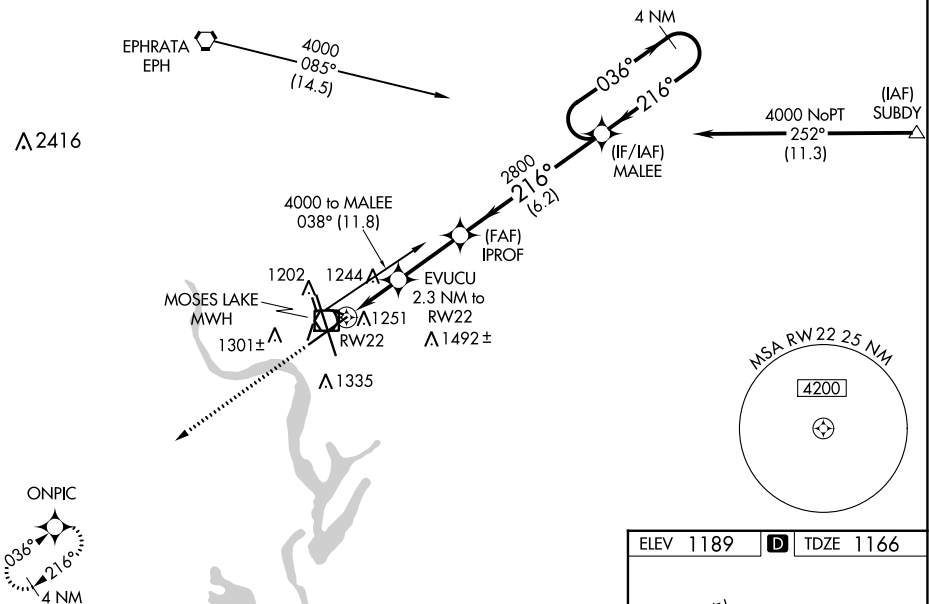 4 NM
EPHRATA
EPH
4000
085°
(14.5)
036°
216°
(IAF)
SUBDY
4000 NoPT
252°
(11.3)
2416
(IF/IAF)
MALEE
2800
216°
(6.2)
4000 to MALEE
038° (11.8)
(FAF)
IPROF
1202
1244
EVUCU
2.3 NM to
RW22
MOSES LAKE
MWH
1251
RW22
1301±
1492±
1335
MSA RW22 25 NM
4200
ONPIC
036°
216°
4 NM
ELEV 1189
D
TDZE 1166